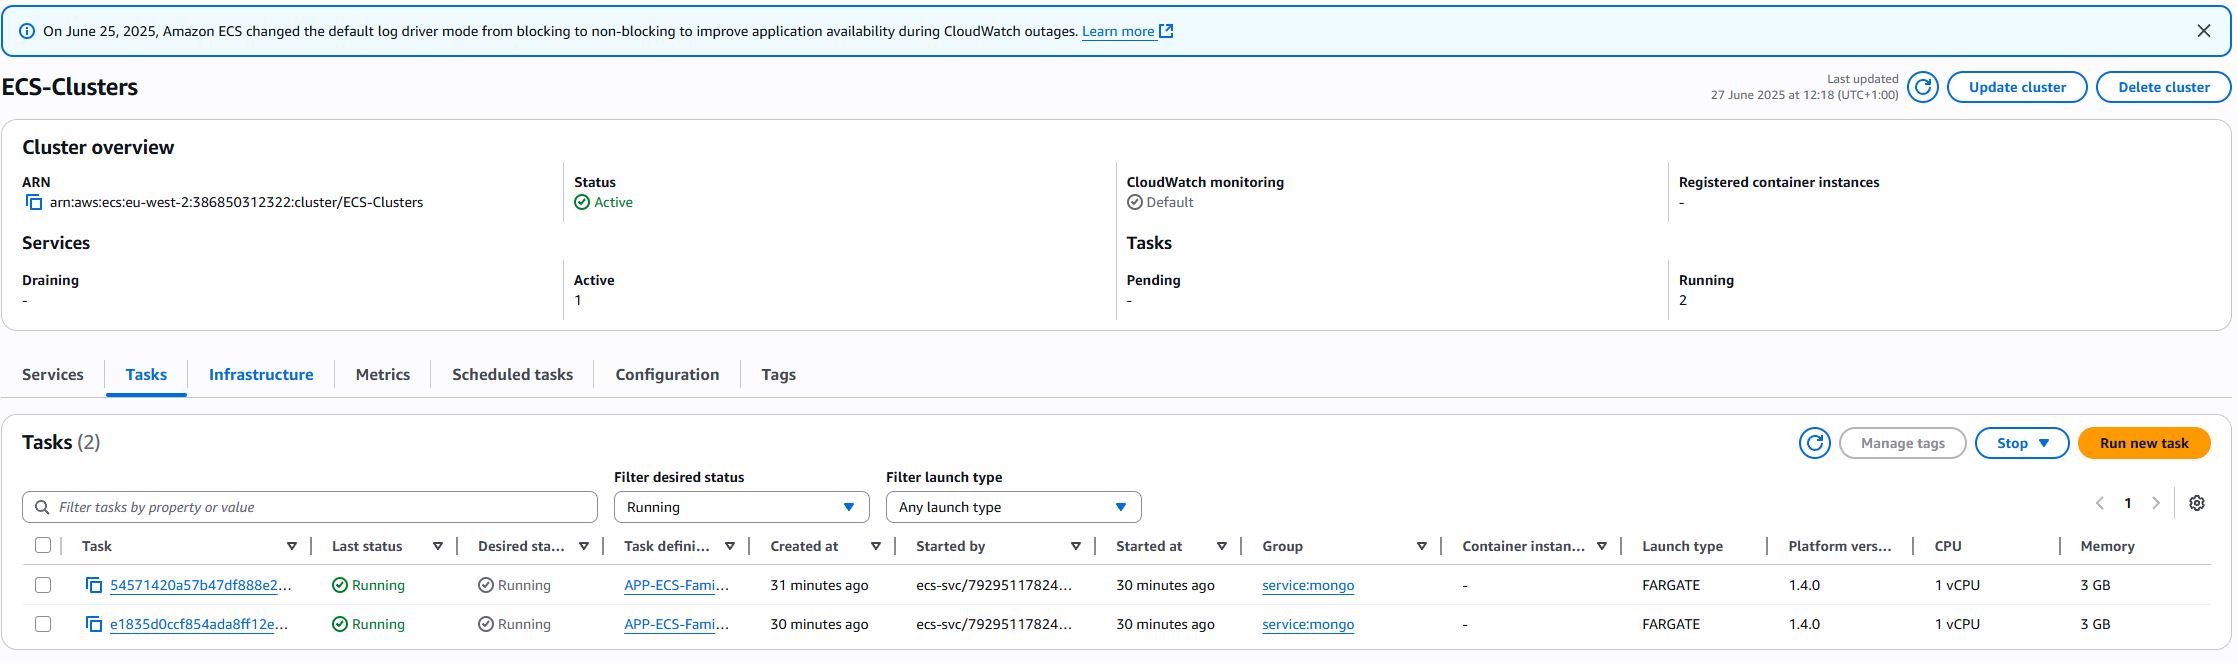 On June 25, 2025, Amazon ECS changed the default log driver mode from blocking to non-blocking to improve application availability during CloudWatch outages. Learn more
ECS-Clusters
Last updated
27 June 2025 at 12:18 (UTC+1:00)
Update cluster
Delete cluster
Cluster overview
ARN
arn:aws:ecs:eu-west-2:386850312322:cluster/ECS-Clusters
Status
Active
CloudWatch monitoring
Default
Registered container instances
-
Services
Tasks
Draining
-
Active
1
Pending
-
Running
2
Services Tasks Infrastructure Metrics Scheduled tasks Configuration Tags
Tasks (2)
Manage tags Stop Run new task
Filter desired status Filter launch type
Filter tasks by property or value Running Any launch type 1
Task Last status Desired sta... Task defini... Created at Started by Started at Group Container instan... Launch type Platform vers... CPU Memory
54571420a57b47df888e2... Running Running APP-ECS-Fami... 31 minutes ago ecs-svc/79295117824... 30 minutes ago service:mongo - FARGATE 1.4.0 1 vCPU 3 GB
e1835d0ccf854ada8ff12e... Running Running APP-ECS-Fami... 30 minutes ago ecs-svc/79295117824... 30 minutes ago service:mongo - FARGATE 1.4.0 1 vCPU 3 GB